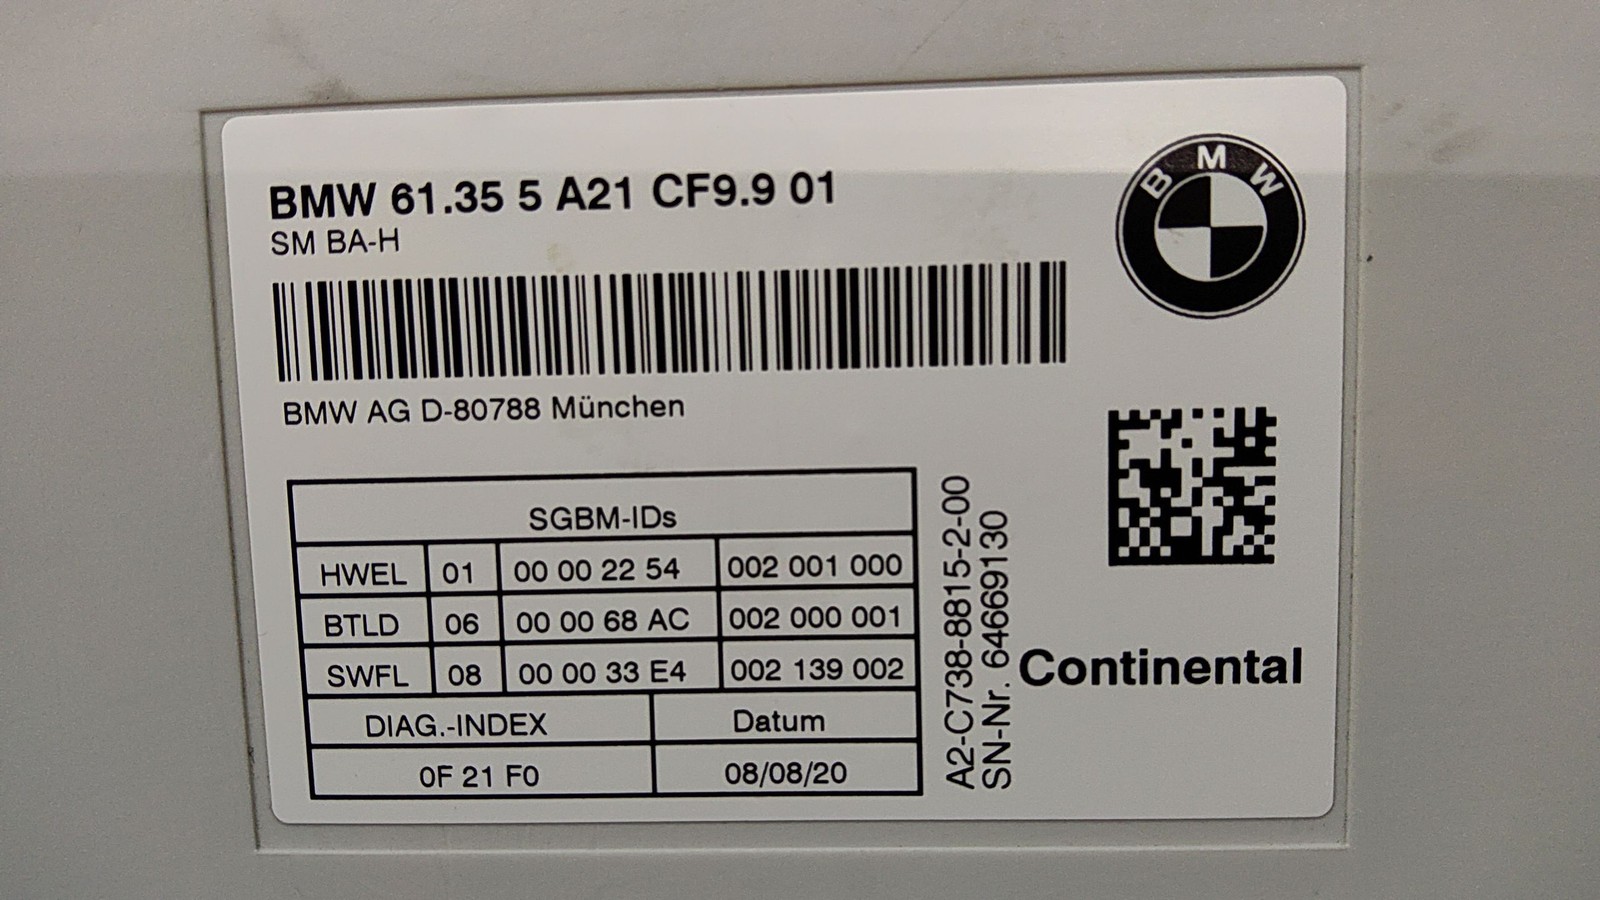 BMW 61.35 5 A21 CF9.9 01
SM BA-H
BMW
BMW AG D-80788 München
SGBM-IDs
HWEL 01 00 00 22 54 002 001 000
BTLD 06 00 00 68 AC 002 000 001
SWFL 08 00 00 33 E4 002 139 002
DIAG.-INDEX Datum
0F 21 F0 08/08/20
A2-C738-8815-2-00
SN-Nr. 64669130
Continental